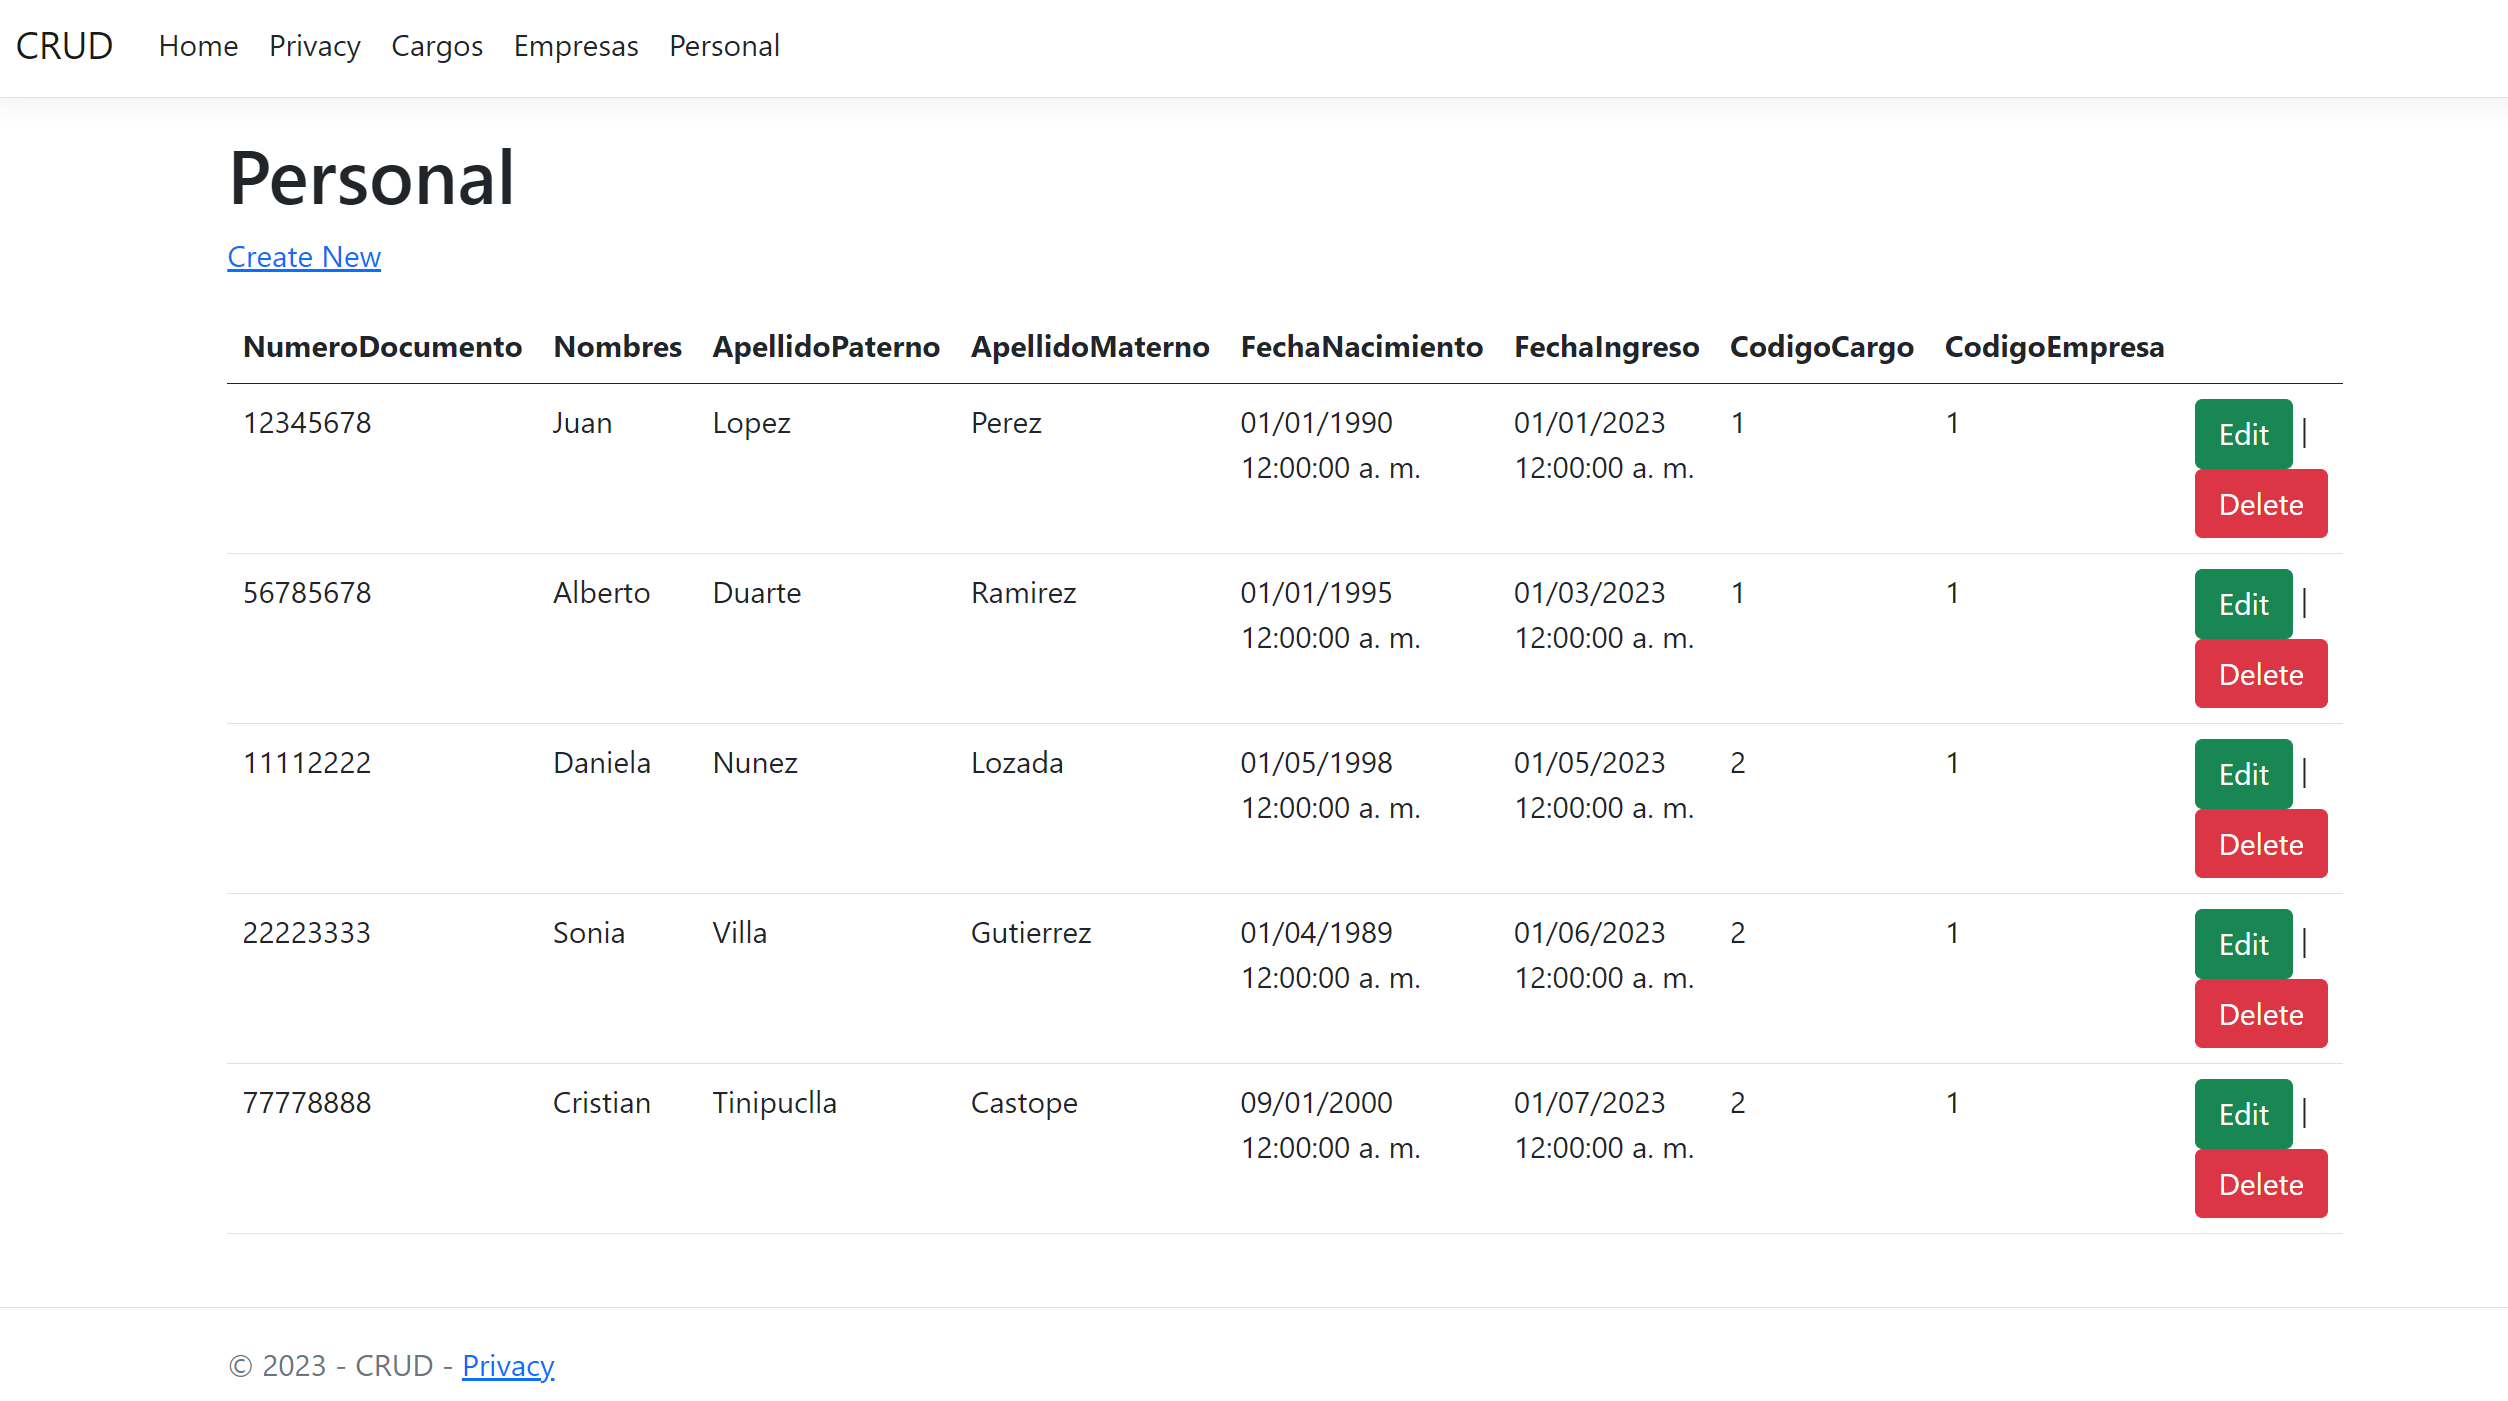 CRUD Home Privacy Cargos Empresas Personal
Personal
Create New
NumeroDocumento Nombres ApellidoPaterno ApellidoMaterno FechaNacimiento FechaIngreso CodigoCargo CodigoEmpresa
12345678 Juan Lopez Perez 01/01/1990 12:00:00 a. m. 01/01/2023 12:00:00 a. m. 1 1 Edit | Delete
56785678 Alberto Duarte Ramirez 01/01/1995 12:00:00 a. m. 01/03/2023 12:00:00 a. m. 1 1 Edit | Delete
11112222 Daniela Nunez Lozada 01/05/1998 12:00:00 a. m. 01/05/2023 12:00:00 a. m. 2 1 Edit | Delete
22223333 Sonia Villa Gutierrez 01/04/1989 12:00:00 a. m. 01/06/2023 12:00:00 a. m. 2 1 Edit | Delete
77778888 Cristian Tinipuclla Castope 09/01/2000 12:00:00 a. m. 01/07/2023 12:00:00 a. m. 2 1 Edit | Delete
© 2023 - CRUD - Privacy